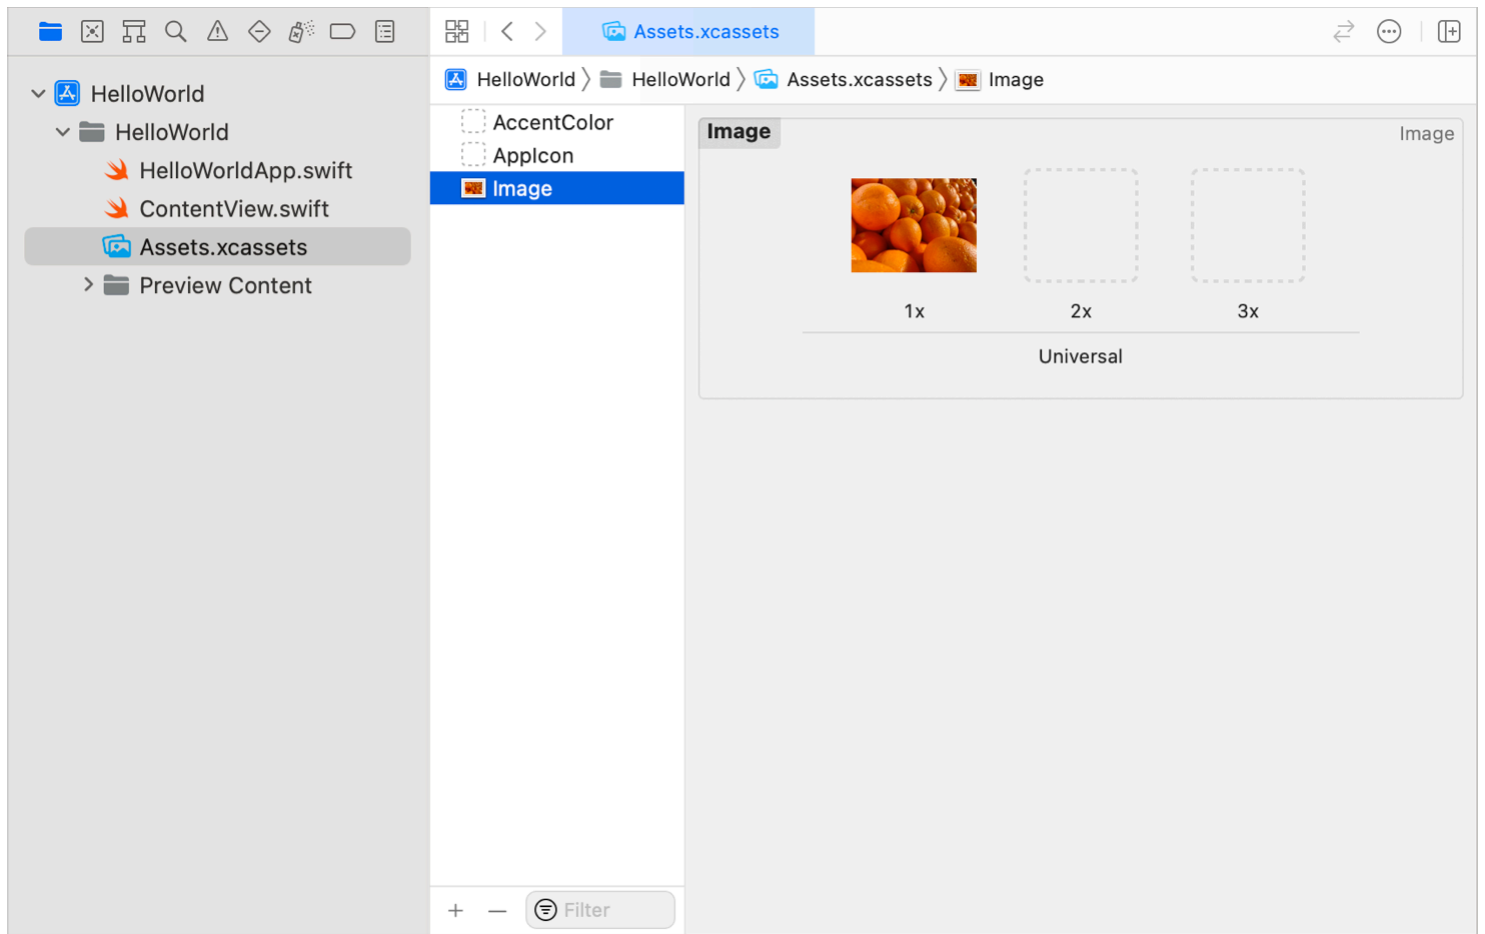 Assets.xcassets
HelloWorld
HelloWorld
HelloWorldApp.swift
ContentView.swift
Assets.xcassets
Preview Content
HelloWorld HelloWorld Assets.xcassets Image
AccentColor
AppIcon
Image
Filter
Image
Image
1x 2x 3x
Universal